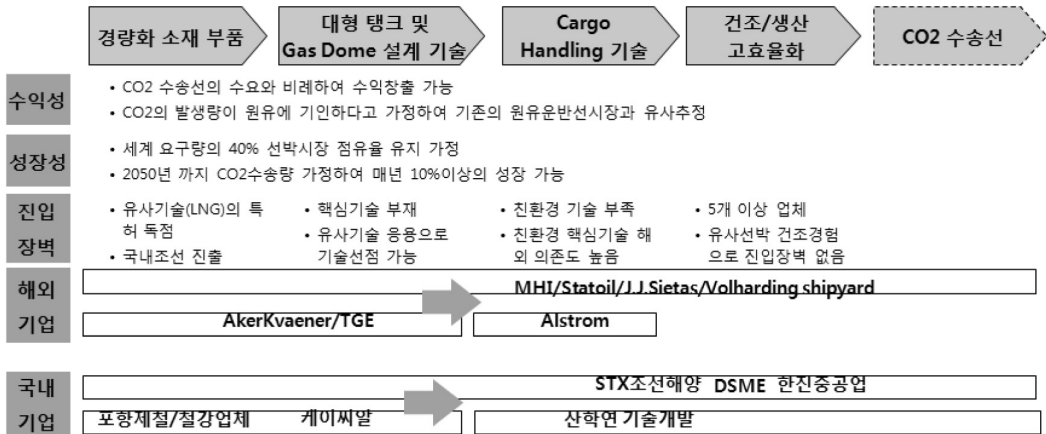 경량화 소재 부품
대형 탱크 및
Gas Dome 설계 기술
Cargo
Handling 기술
건조/생산
고효율화
CO2 수송선
수익성
• CO2 수송선의 수요와 비례하여 수익창출 가능
• CO2의 발생량이 원유에 기인하다고 가정하여 기존의 원유운반선시장과 유사추정
성장성
• 세계 요구량의 40% 선박시장 점유율 유지 가정
• 2050년 까지 CO2수송량 가정하여 매년 10%이상의 성장 가능
진입
장벽
• 유사기술(LNG)의 특
허 독점
• 국내조선 진출
• 핵심기술 부재
• 유사기술 응용으로
기술선점 가능
• 친환경 기술 부족
• 친환경 핵심기술 해
외 의존도 높음
• 5개 이상 업체
• 유사선박 건조경험
으로 진입장벽 없음
해외
기업
MHI/Statoil/J.J.Sietas/Volharding shipyard
AkerKvaener/TGE
Alstrom
국내
기업
STX조선해양 DSME 한진중공업
포항제철/철강업체 케이씨알
산학연 기술개발